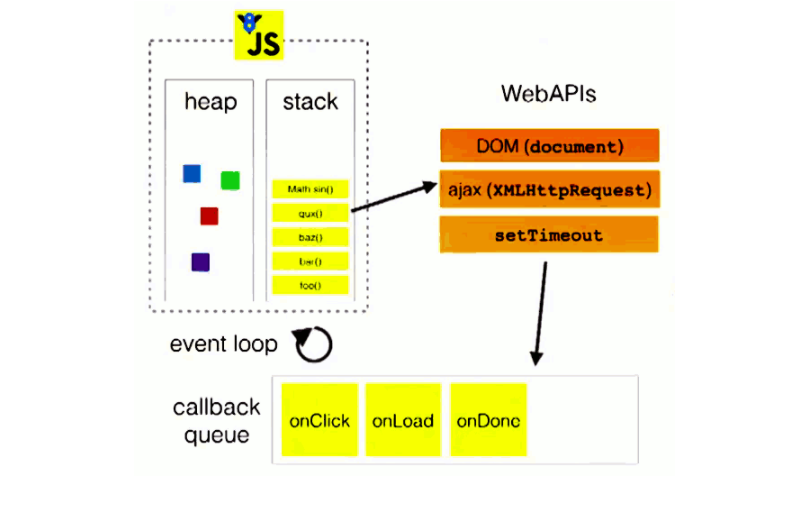 JS
heap
stack
WebAPIs
DOM (document)
Math sin()
ajax (XMLHttpRequest)
qux()
baz()
setTimeout
bar()
foo()
event loop
callback
queue
onClick
onLoad
onDone